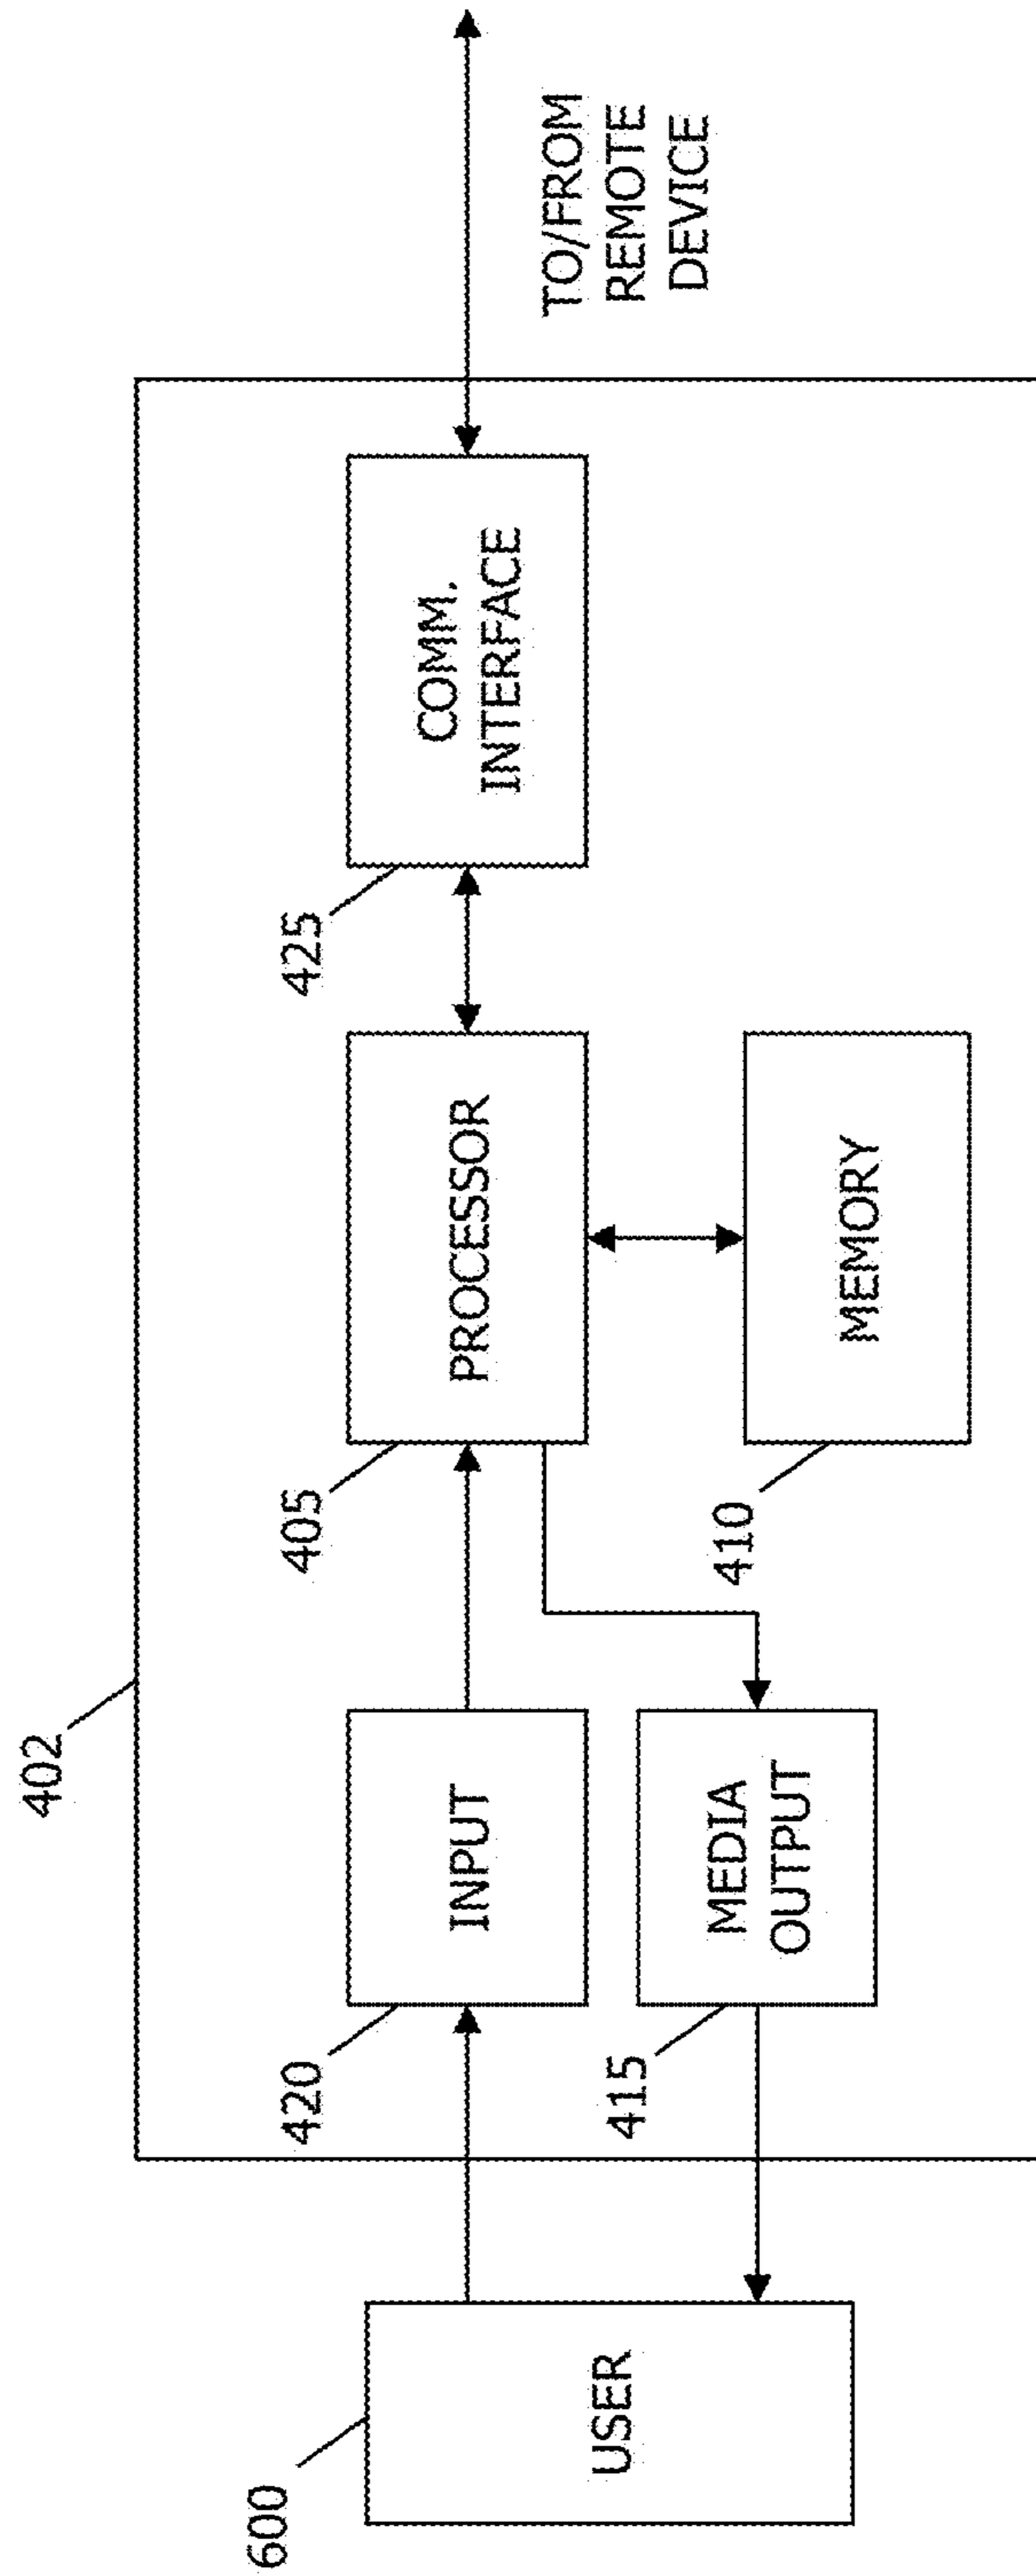 402
600
USER
420
INPUT
415
MEDIA
OUTPUT
405
PROCESSOR
410
MEMORY
425
COMM.
INTERFACE
TO/FROM
REMOTE
DEVICE